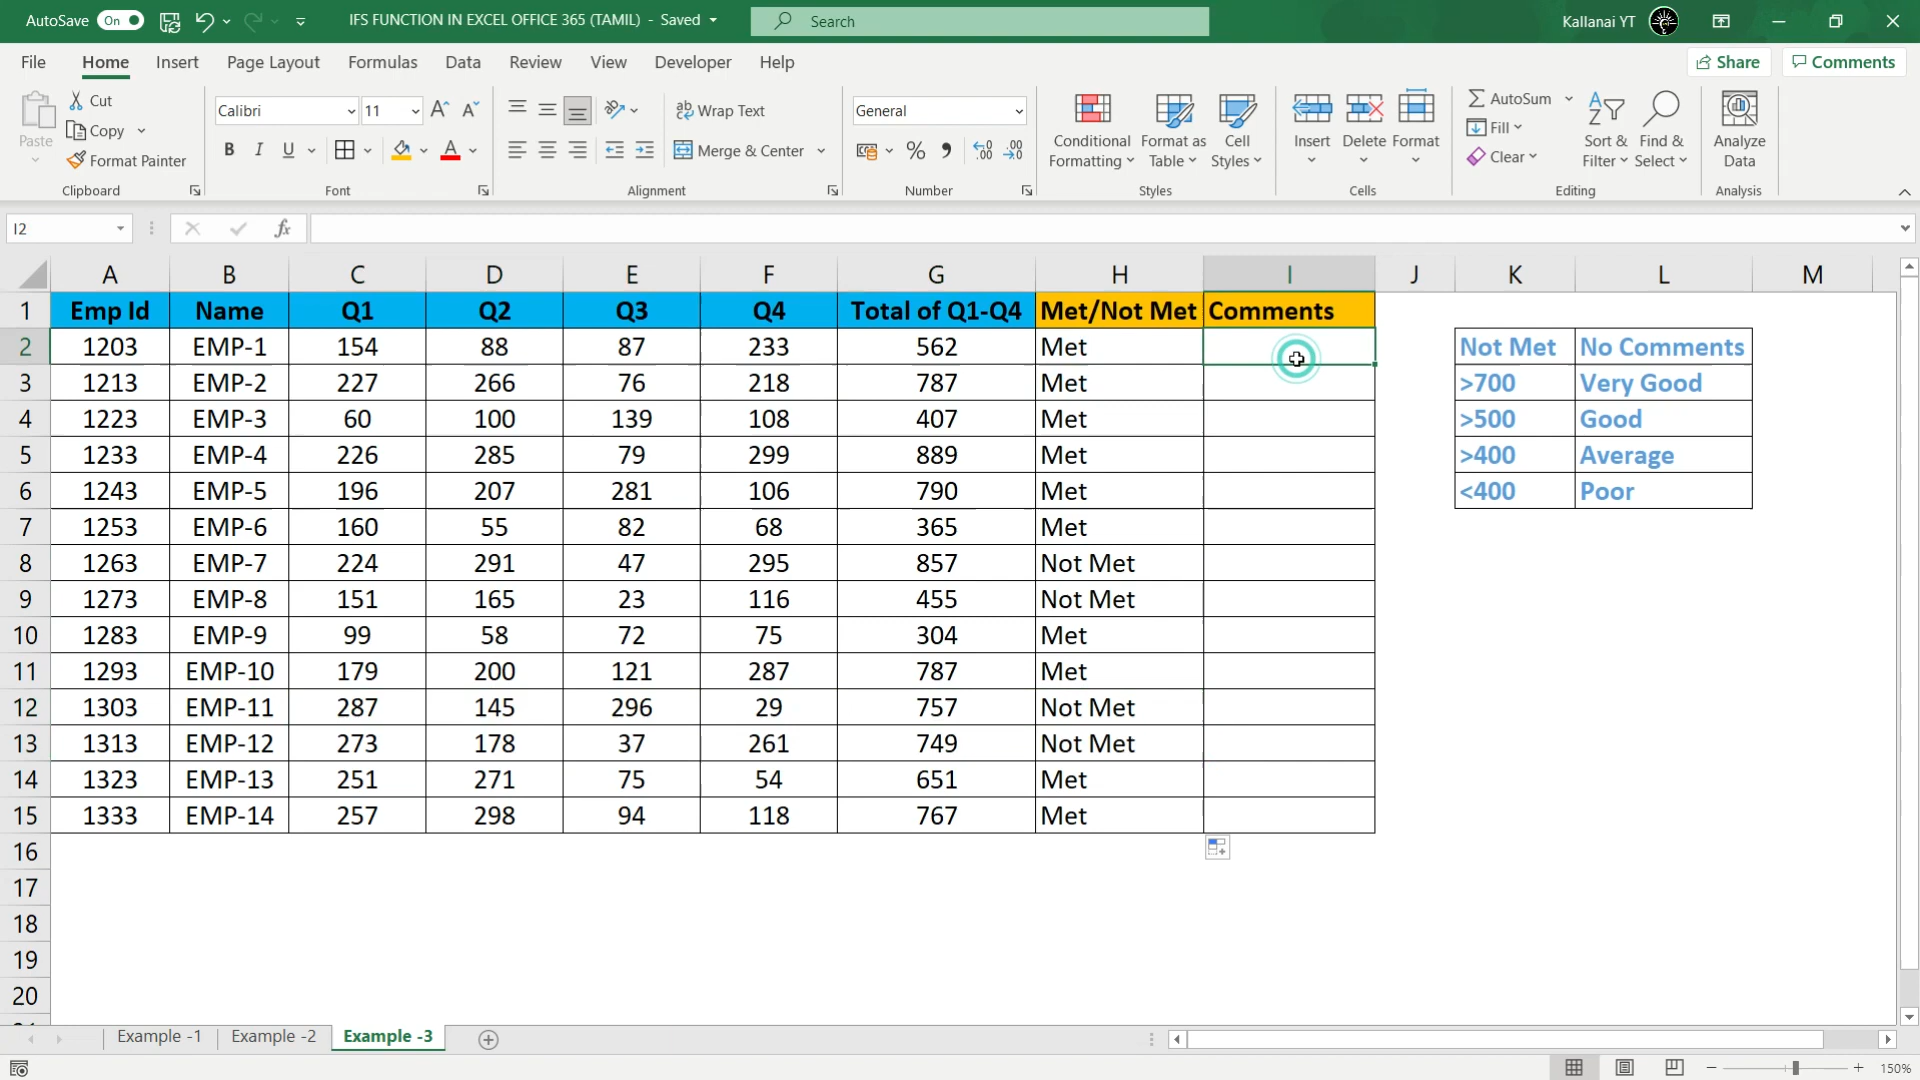 AutoSave On IFS FUNCTION IN EXCEL OFFICE 365 (TAMIL) - Saved Search Kallanai YT
File Home Insert Page Layout Formulas Data Review View Developer Help Share Comments
Paste Cut Copy Format Painter Clipboard
Calibri 11 B I U A Font
ab Wrap Text Merge & Center Alignment
General % Number
Conditional Formatting Format as Table Cell Styles Styles
Insert Delete Format Cells
AutoSum Fill Clear Sort & Filter Find & Select Editing
Analyze Data Analysis
I2 fx
A B C D E F G H I J K L M
1 Emp Id Name Q1 Q2 Q3 Q4 Total of Q1-Q4 Met/Not Met Comments
2 1203 EMP-1 154 88 87 233 562 Met Not Met No Comments
3 1213 EMP-2 227 266 76 218 787 Met >700 Very Good
4 1223 EMP-3 60 100 139 108 407 Met >500 Good
5 1233 EMP-4 226 285 79 299 889 Met >400 Average
6 1243 EMP-5 196 207 281 106 790 Met <400 Poor
7 1253 EMP-6 160 55 82 68 365 Met
8 1263 EMP-7 224 291 47 295 857 Not Met
9 1273 EMP-8 151 165 23 116 455 Not Met
10 1283 EMP-9 99 58 72 75 304 Met
11 1293 EMP-10 179 200 121 287 787 Met
12 1303 EMP-11 287 145 296 29 757 Not Met
13 1313 EMP-12 273 178 37 261 749 Not Met
14 1323 EMP-13 251 271 75 54 651 Met
15 1333 EMP-14 257 298 94 118 767 Met
16
17
18
19
20
Example -1 Example -2 Example -3
150%